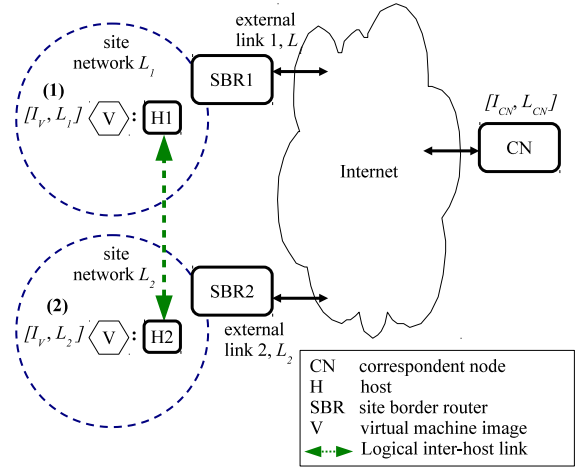 external
link 1, L
site
network L1
SBR1
(1)
[IV, L1] V : H1
[ICN, LCN]
CN
Internet
site
network L2
SBR2
(2)
[IV, L2] V : H2
external
link 2, L2
CN correspondent node
H host
SBR site border router
V virtual machine image
Logical inter-host link